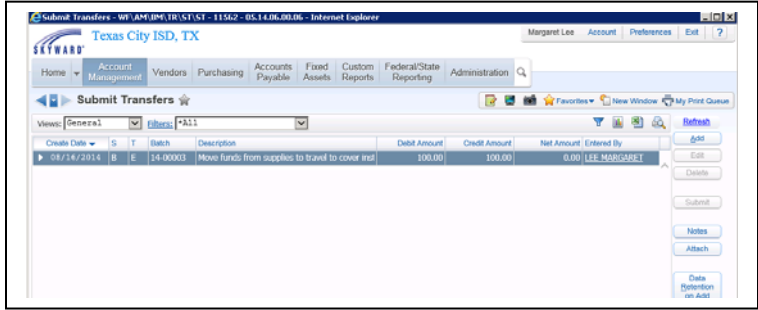 Submit Transfers - WF\AM\BM\TR\ST\ST - 11562 - 05.14.06.00.06 - Internet Explorer
SKYWARD
Texas City ISD, TX
Margaret Lee Account Preferences Exit ?
Home Account Management Vendors Purchasing Accounts Payable Fixed Assets Custom Reports Federal/State Reporting Administration
Submit Transfers
Favorites New Window My Print Queue
Views: General Filters: *All
Refresh
Create Date S T Batch Description Debit Amount Credit Amount Net Amount Entered By
08/16/2014 B E 14-00003 Move funds from supplies to travel to cover inst 100.00 100.00 0.00 LEE MARGARET
Add
Edit
Delete
Submit
Notes
Attach
Data
Retention
on Add